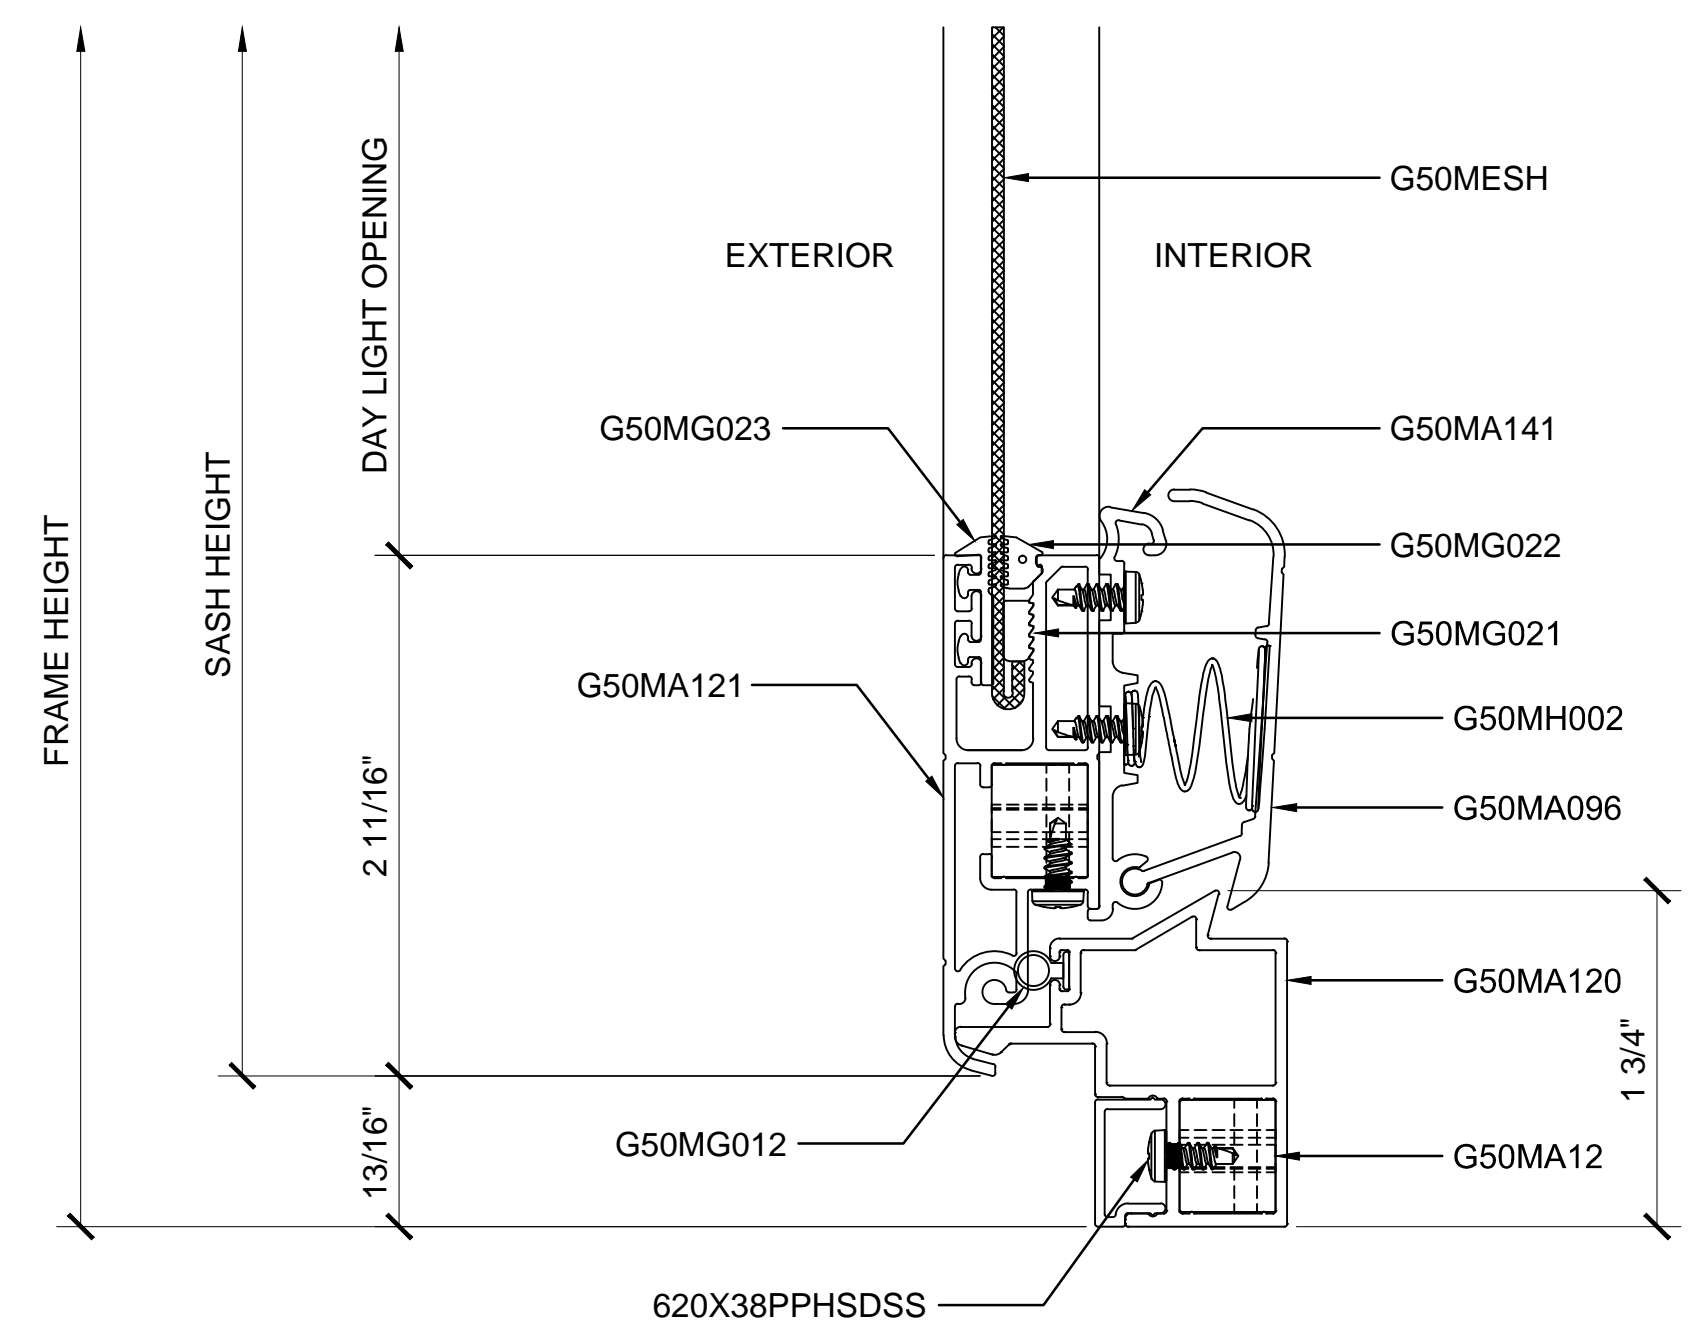 G50MESH
EXTERIOR
INTERIOR
DAY LIGHT OPENING
G50MG023
G50MA141
SASH HEIGHT
FRAME HEIGHT
G50MG022
G50MG021
G50MA121
G50MH002
2 11/16"
G50MA096
G50MA120
1 3/4"
G50MG012
13/16"
G50MA12
620X38PPHSDSS